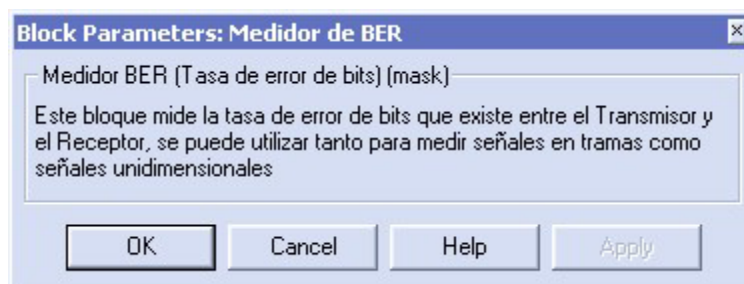 Block Parameters: Medidor de BER
Medidor BER (Tasa de error de bits) (mask)
Este bloque mide la tasa de error de bits que existe entre el Transmisor y
el Receptor, se puede utilizar tanto para medir señales en tramas como
señales unidimensionales
OK Cancel Help Apply